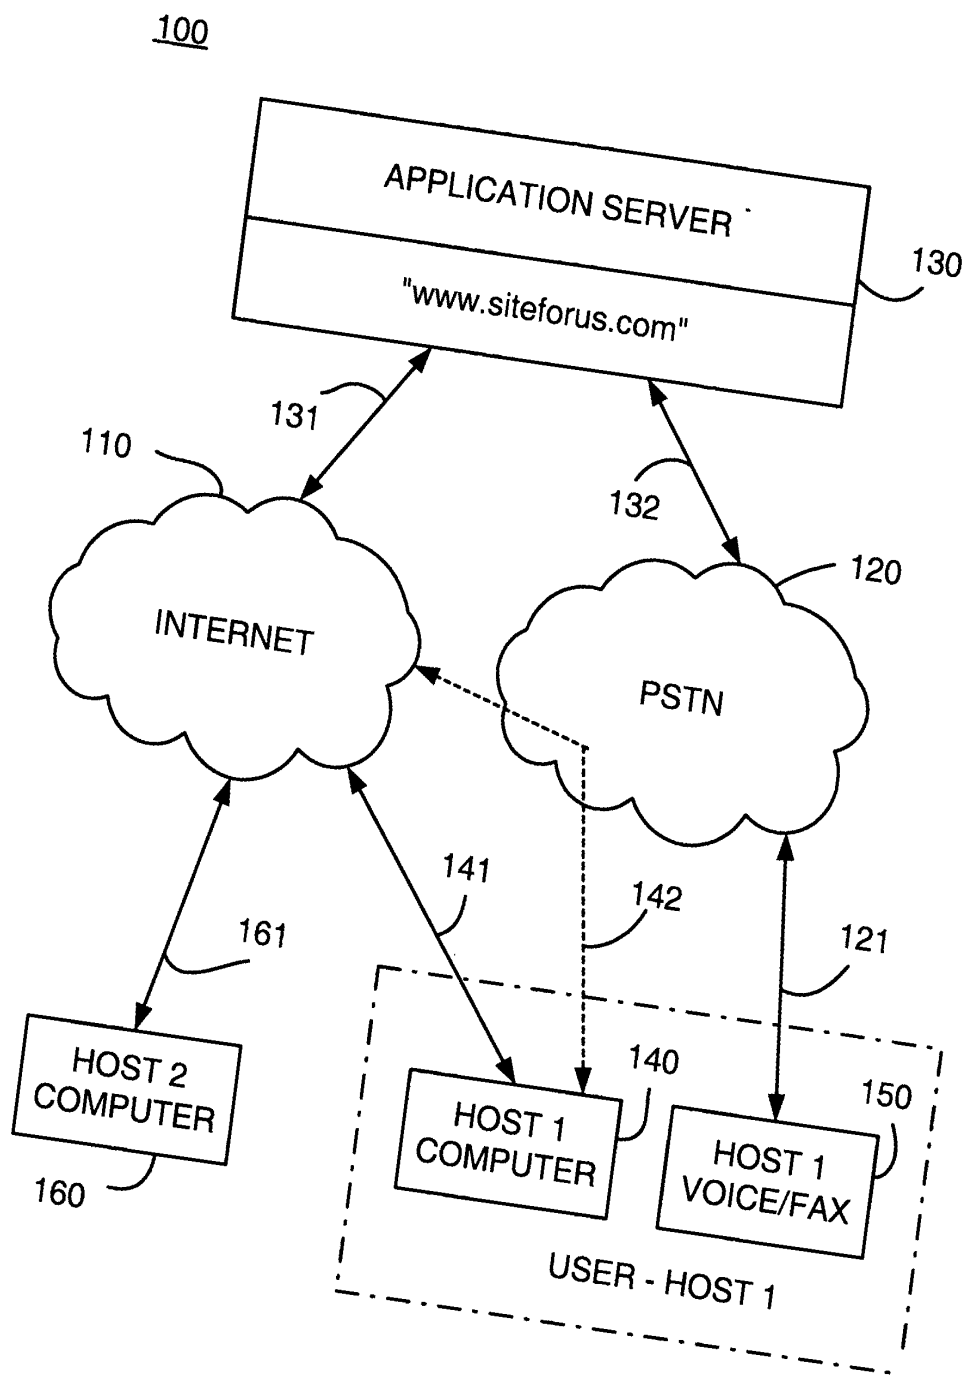 100
APPLICATION SERVER
"www.siteforus.com"
130
131
132
110
120
INTERNET
PSTN
141
142
161
121
HOST 2
COMPUTER
160
140
150
HOST 1
COMPUTER
HOST 1
VOICE/FAX
USER - HOST 1